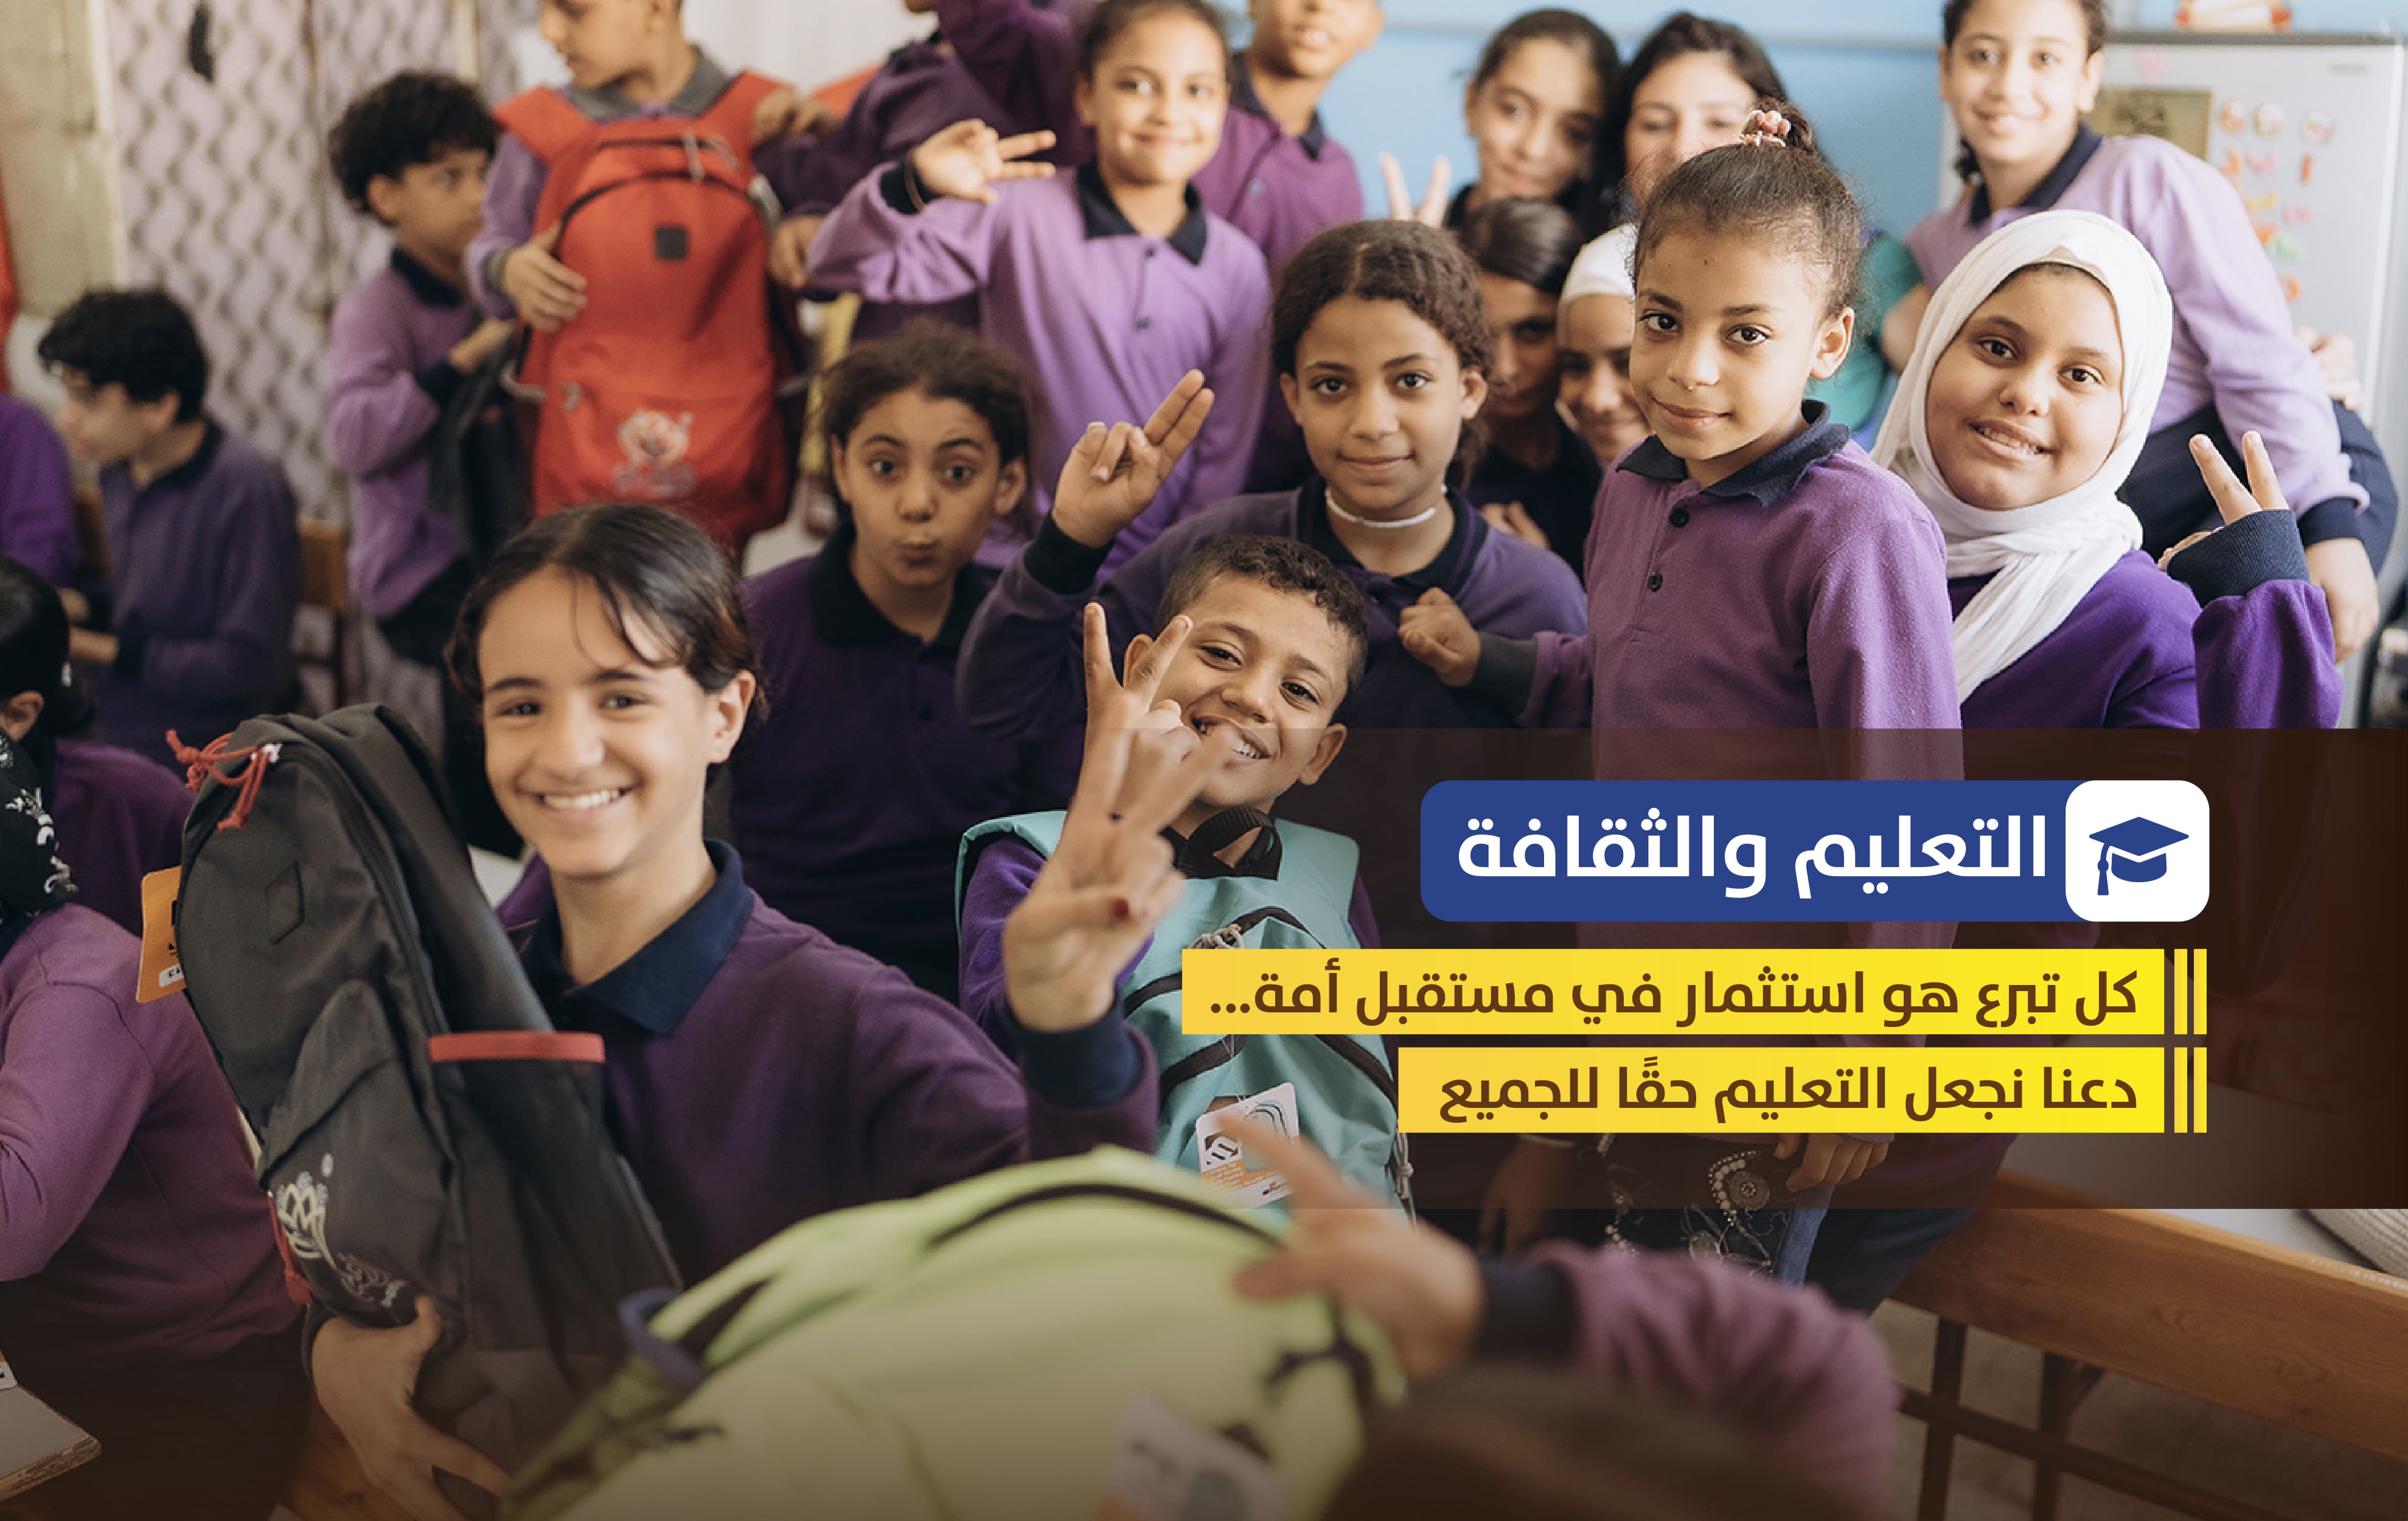 التعليم والثقافة
كل تبرع هو استثمار في مستقبل أمة...
دعنا نجعل التعليم حقًا للجميع